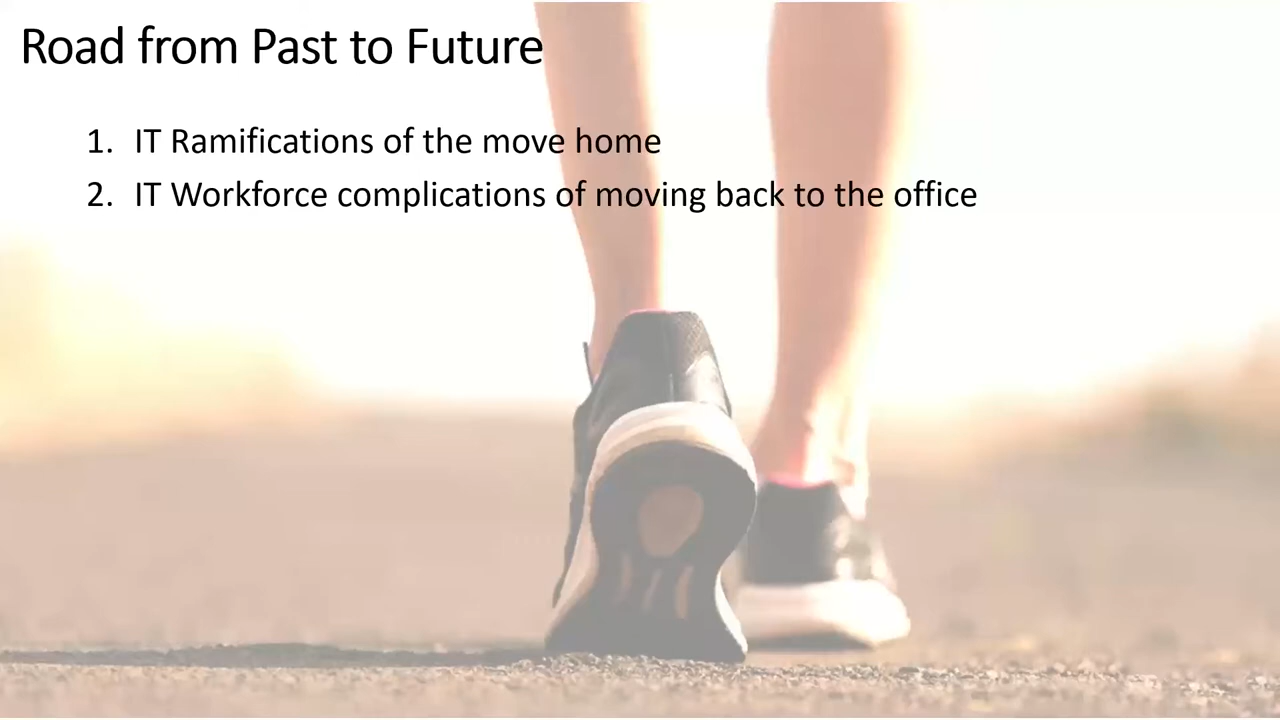 Road from Past to Future
1. IT Ramifications of the move home
2. IT Workforce complications of moving back to the office